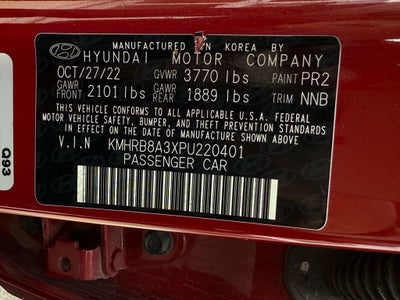 MANUFACTURED IN KOREA BY
HYUNDAI MOTOR COMPANY
OCT/27/22 GVWR 3770 lbs PAINT PR2
GAWR FRONT 2101 lbs GAWR REAR 1889 lbs TRIM NNB
THIS VEHICLE CONFORMS TO ALL APPLICABLE U.S.A. FEDERAL
MOTOR VEHICLE SAFETY, BUMPER, AND THEFT PREVENTION
STANDARDS IN EFFECT ON THE DATE OF MANUFACTURE
SHOWN ABOVE.
V.I.N KMHRB8A3XPU220401
PASSENGER CAR
Q93